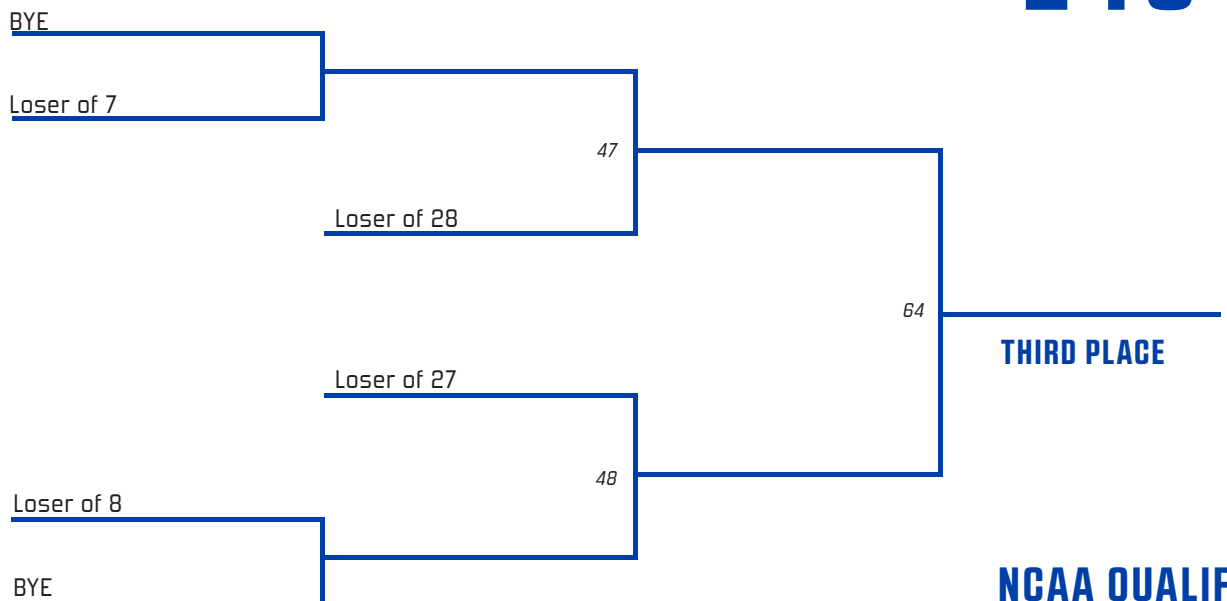 BYE
Loser of 7
47
Loser of 28
64
THIRD PLACE
Loser of 27
48
Loser of 8
BYE
NCAA